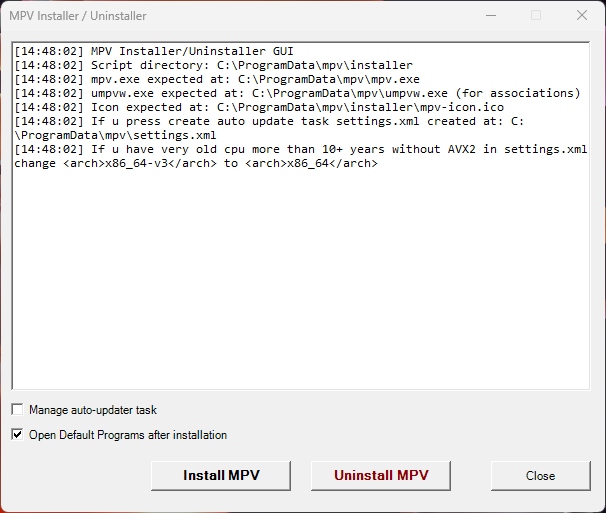 MPV Installer / Uninstaller
[14:48:02] MPV Installer/Uninstaller GUI
[14:48:02] Script directory: C:\ProgramData\mpv\installer
[14:48:02] mpv.exe expected at: C:\ProgramData\mpv\mpv.exe
[14:48:02] umpvw.exe expected at: C:\ProgramData\mpv\umpvw.exe (for associations)
[14:48:02] Icon expected at: C:\ProgramData\mpv\installer\mpv-icon.ico
[14:48:02] If u press create auto update task settings.xml created at: C:
\ProgramData\mpv\settings.xml
[14:48:02] If u have very old cpu more than 10+ years without AVX2 in settings.xml
change <arch>x86_64-v3</arch> to <arch>x86_64</arch>
Manage auto-updater task
Open Default Programs after installation
Install MPV
Uninstall MPV
Close